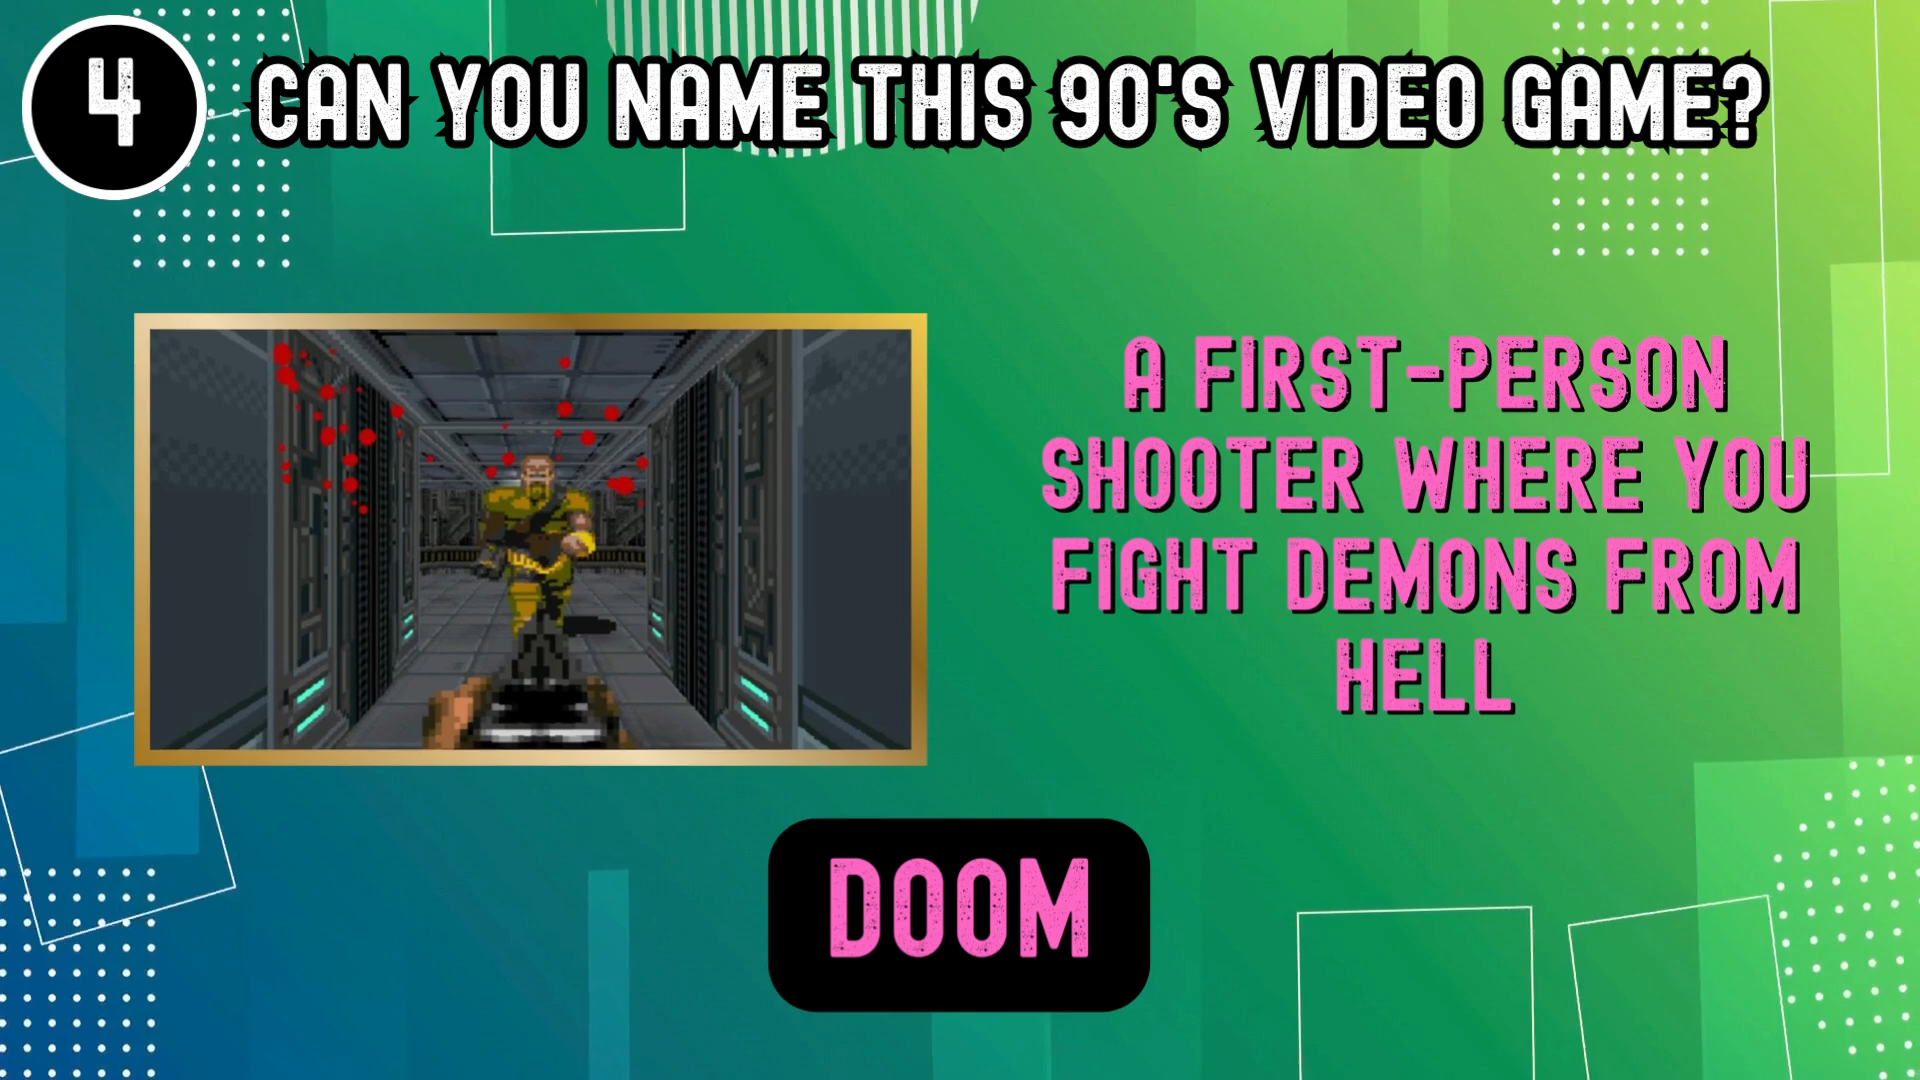 4
CAN YOU NAME THIS 90'S VIDEO GAME?
A FIRST-PERSON
SHOOTER WHERE YOU
FIGHT DEMONS FROM
HELL
DOOM